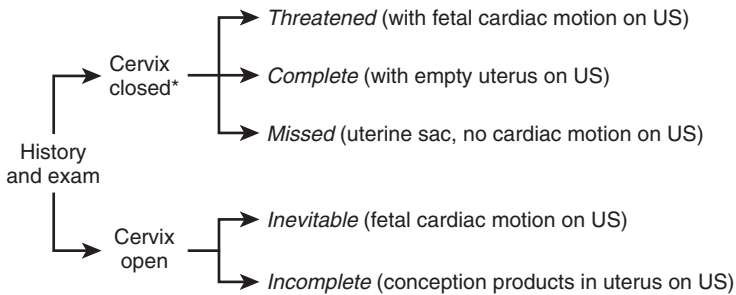 History
and exam
Cervix
closed*
Threatened (with fetal cardiac motion on US)
Complete (with empty uterus on US)
Missed (uterine sac, no cardiac motion on US)
Cervix
open
Inevitable (fetal cardiac motion on US)
Incomplete (conception products in uterus on US)